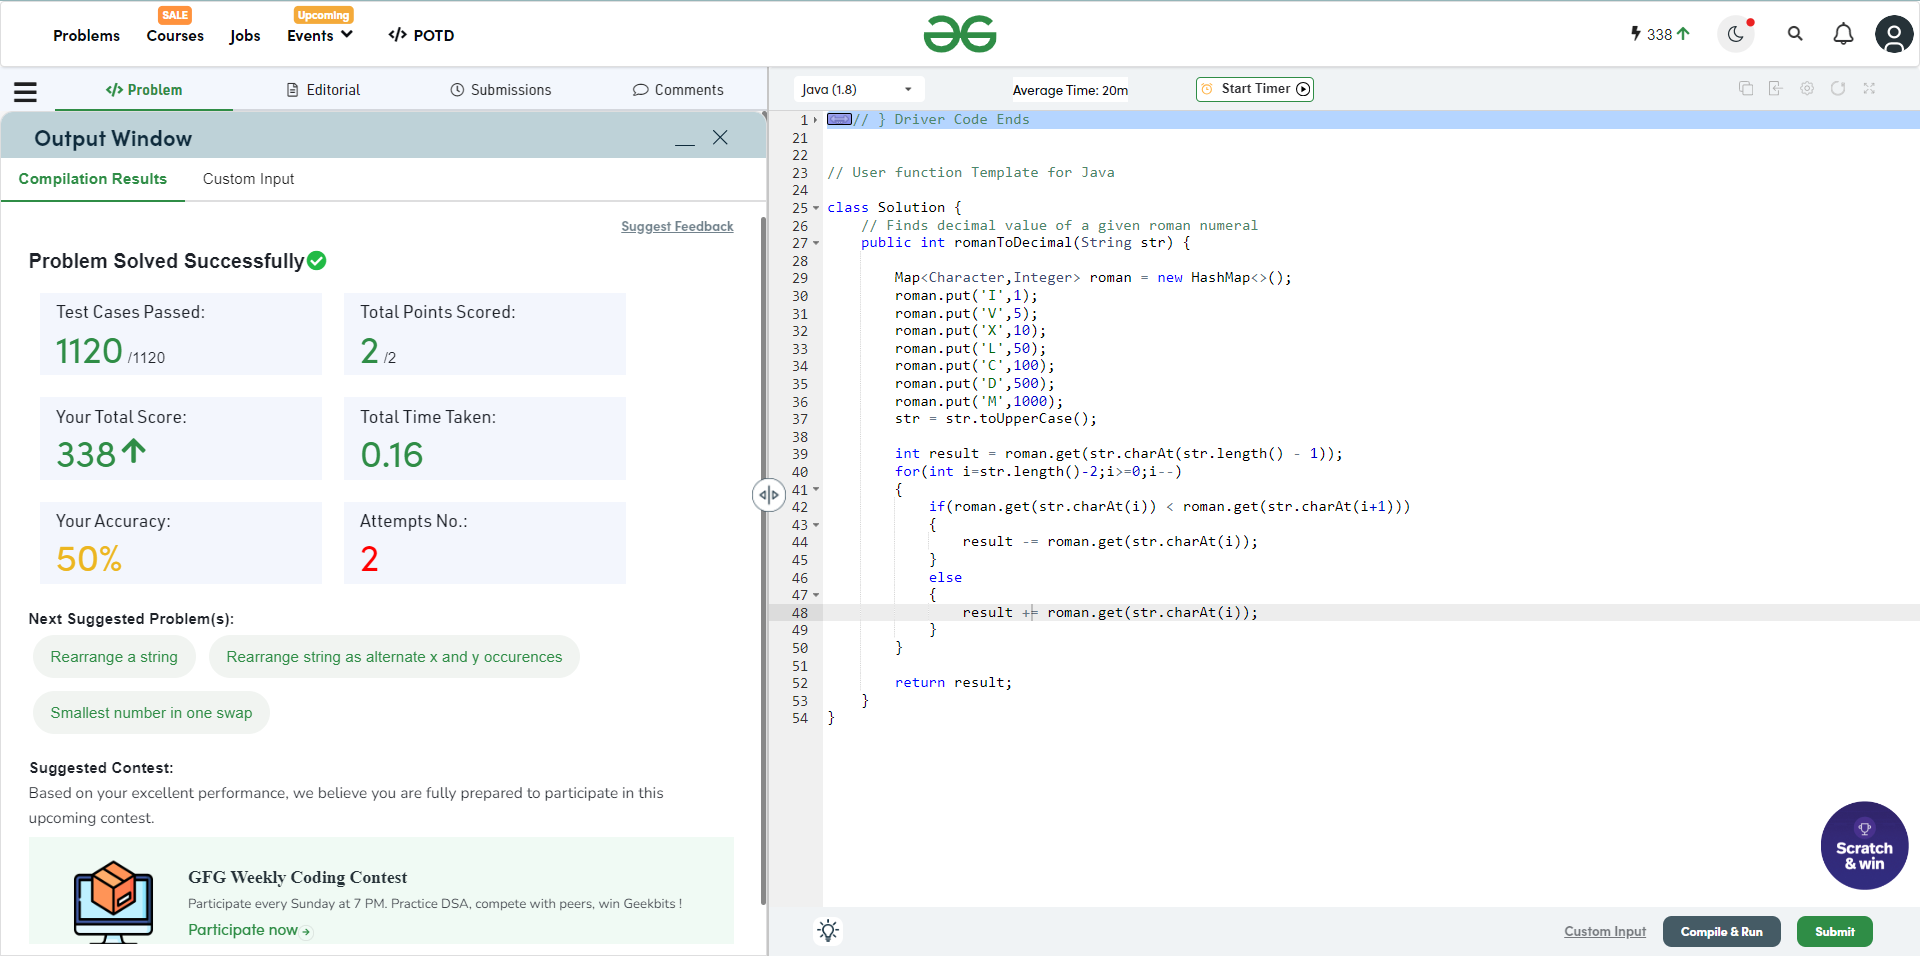 SALE
Upcoming
Problems Courses Jobs Events </> POTD
338
</> Problem Editorial Submissions Comments
Output Window
Compilation Results Custom Input
Suggest Feedback
Problem Solved Successfully
Test Cases Passed: Total Points Scored:
1120 /1120 2 /2
Your Total Score: Total Time Taken:
338 0.16
Your Accuracy: Attempts No.:
50% 2
Next Suggested Problem(s):
Rearrange a string Rearrange string as alternate x and y occurences
Smallest number in one swap
Suggested Contest:
Based on your excellent performance, we believe you are fully prepared to participate in this
upcoming contest.
GFG Weekly Coding Contest
Participate every Sunday at 7 PM. Practice DSA, compete with peers, win Geekbits !
Participate now
Java (1.8) Average Time: 20m Start Timer
1 // } Driver Code Ends
21
22
23 // User function Template for Java
24
25 class Solution {
26 // Finds decimal value of a given roman numeral
27 public int romanToDecimal(String str) {
28
29 Map<Character,Integer> roman = new HashMap<>();
30 roman.put('I',1);
31 roman.put('V',5);
32 roman.put('X',10);
33 roman.put('L',50);
34 roman.put('C',100);
35 roman.put('D',500);
36 roman.put('M',1000);
37 str = str.toUpperCase();
38
39 int result = roman.get(str.charAt(str.length() - 1));
40 for(int i=str.length()-2;i>=0;i--)
41 {
42 if(roman.get(str.charAt(i)) < roman.get(str.charAt(i+1)))
43 {
44 result -= roman.get(str.charAt(i));
45 }
46 else
47 {
48 result += roman.get(str.charAt(i));
49 }
50 }
51
52 return result;
53 }
54 }
Scratch
& win
Custom Input Compile & Run Submit